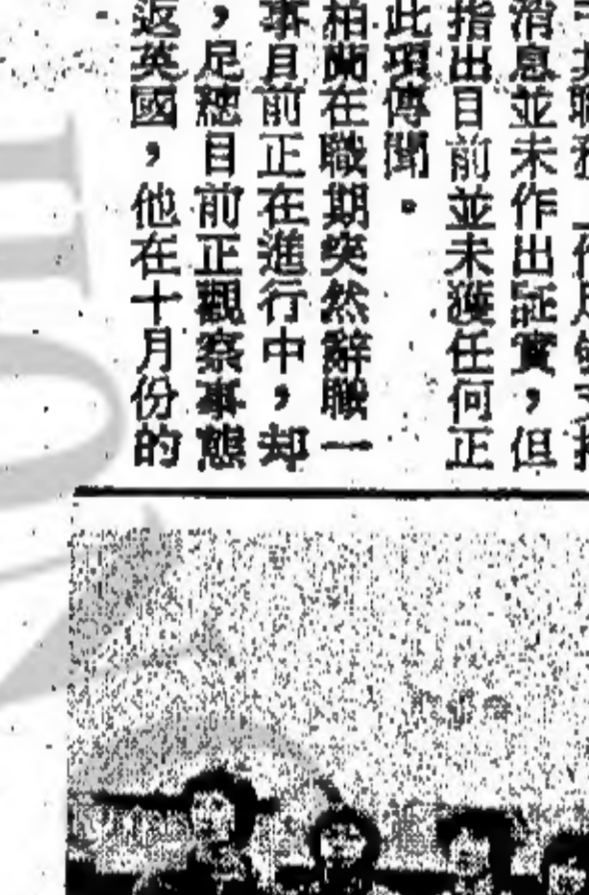 消息並未作出証實，但
指出目前並未獲任何正
此項傳聞。
柏蘭在職期突然辭職一
事目前正在進行中，却
，足總目前正觀察事態
返英國，他在十月份的